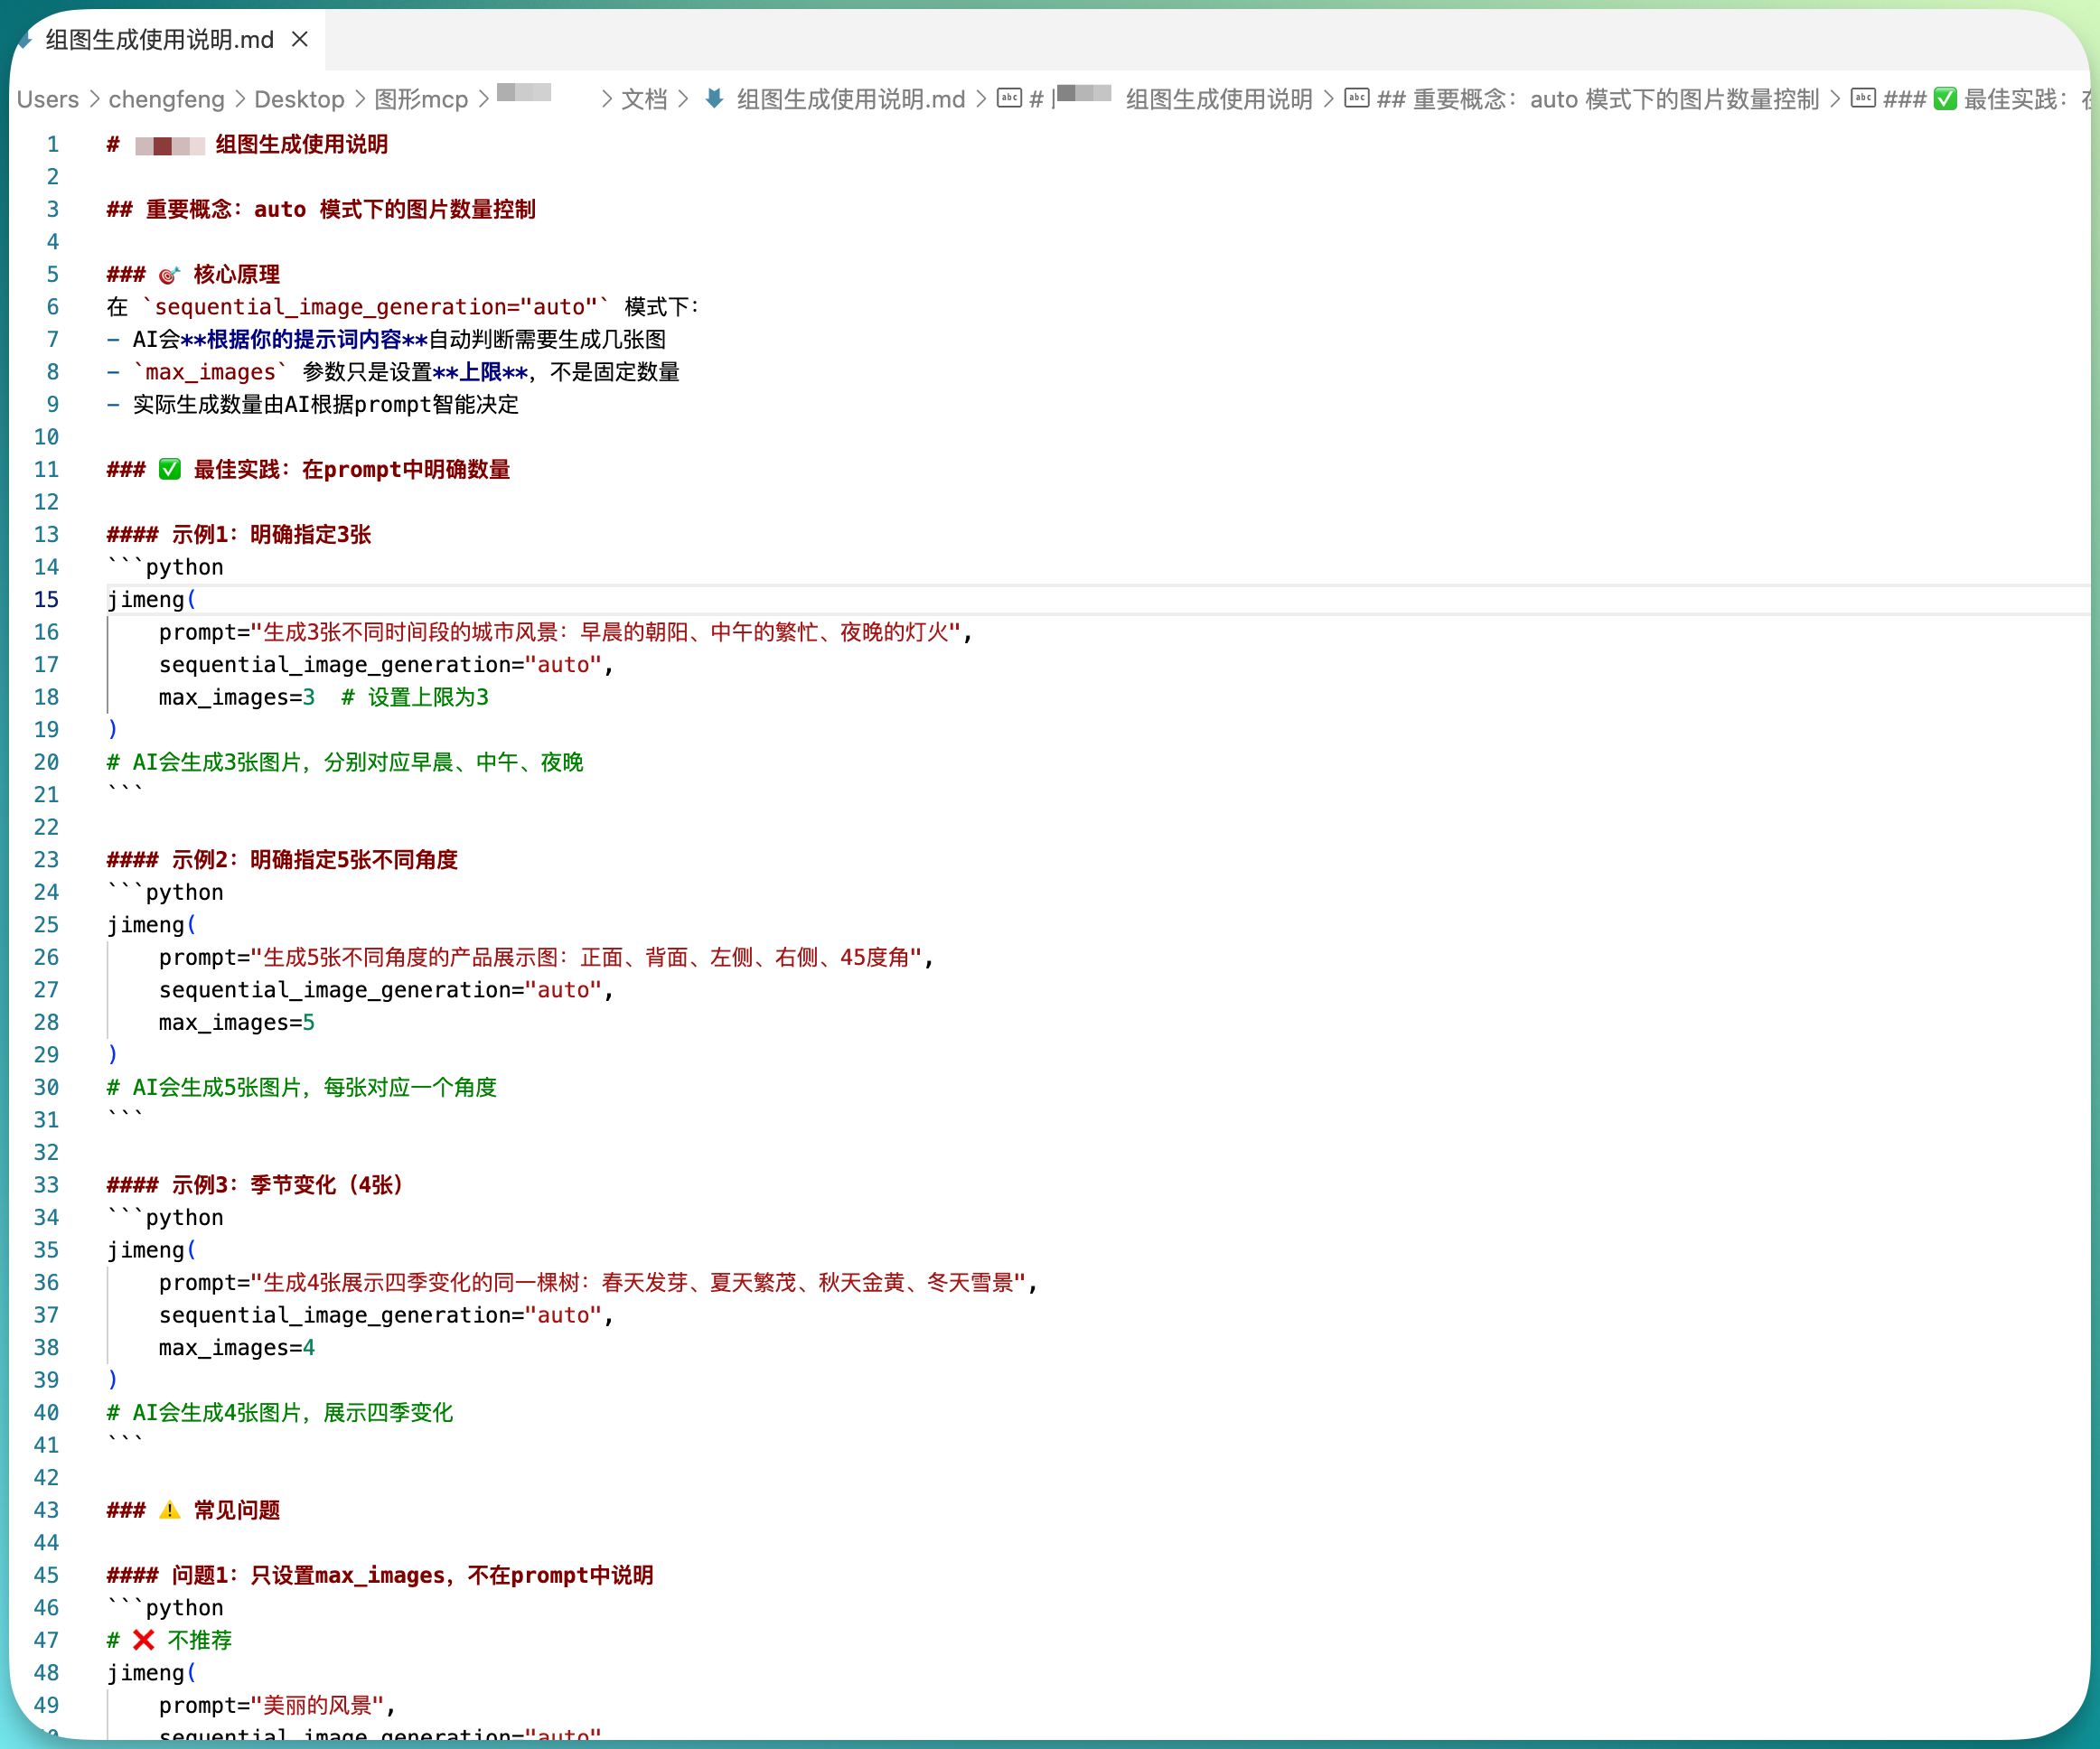 组图生成使用说明.md
Users > chengfeng > Desktop > 图形mcp > > 文档 > 组图生成使用说明.md > # 组图生成使用说明 > ## 重要概念：auto 模式下的图片数量控制 > ### ✅ 最佳实践：
1 # 组图生成使用说明
2
3 ## 重要概念：auto 模式下的图片数量控制
4
5 ### 🎯 核心原理
6 在 `sequential_image_generation="auto"` 模式下：
7 - AI会**根据你的提示词内容**自动判断需要生成几张图
8 - `max_images` 参数只是设置**上限**，不是固定数量
9 - 实际生成数量由AI根据prompt智能决定
10
11 ### ✅ 最佳实践：在prompt中明确数量
12
13 #### 示例1：明确指定3张
14 ```python
15 jimeng(
16     prompt="生成3张不同时间段的城市风景：早晨的朝阳、中午的繁忙、夜晚的灯火",
17     sequential_image_generation="auto",
18     max_images=3  # 设置上限为3
19 )
20 # AI会生成3张图片，分别对应早晨、中午、夜晚
21 ```
22
23 #### 示例2：明确指定5张不同角度
24 ```python
25 jimeng(
26     prompt="生成5张不同角度的产品展示图：正面、背面、左侧、右侧、45度角",
27     sequential_image_generation="auto",
28     max_images=5
29 )
30 # AI会生成5张图片，每张对应一个角度
31 ```
32
33 #### 示例3：季节变化（4张）
34 ```python
35 jimeng(
36     prompt="生成4张展示四季变化的同一棵树：春天发芽、夏天繁茂、秋天金黄、冬天雪景",
37     sequential_image_generation="auto",
38     max_images=4
39 )
40 # AI会生成4张图片，展示四季变化
41 ```
42
43 ### ⚠️ 常见问题
44
45 #### 问题1：只设置max_images，不在prompt中说明
46 ```python
47 # ❌ 不推荐
48 jimeng(
49     prompt="美丽的风景",
sequential_image_generation="auto"